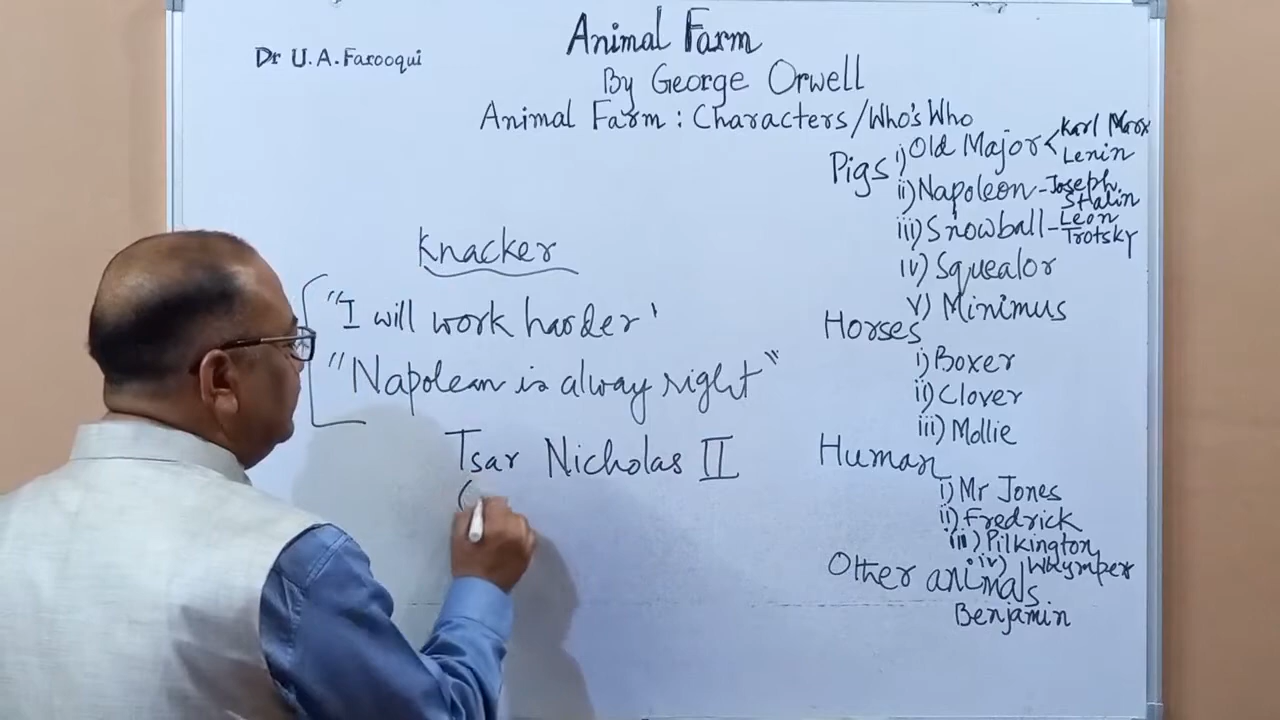 Animal Farm
Dr U.A.Farooqui
By George Orwell
Animal Farm : Characters/Who's Who
Pigs i) Old Major < Karl Marx
Lenin
ii) Napoleon - Joseph Stalin
iii) Snowball - Leon Trotsky
iv) Squealor
v) Minimus
Horses
i) Boxer
ii) Clover
iii) Mollie
Human
i) Mr Jones
ii) Fredrick
iii) Pilkington
iv) Whymper
Other animals
Benjamin
Knacker
"I will work harder'
"Napolean is alway right"
Tsar Nicholas II
(